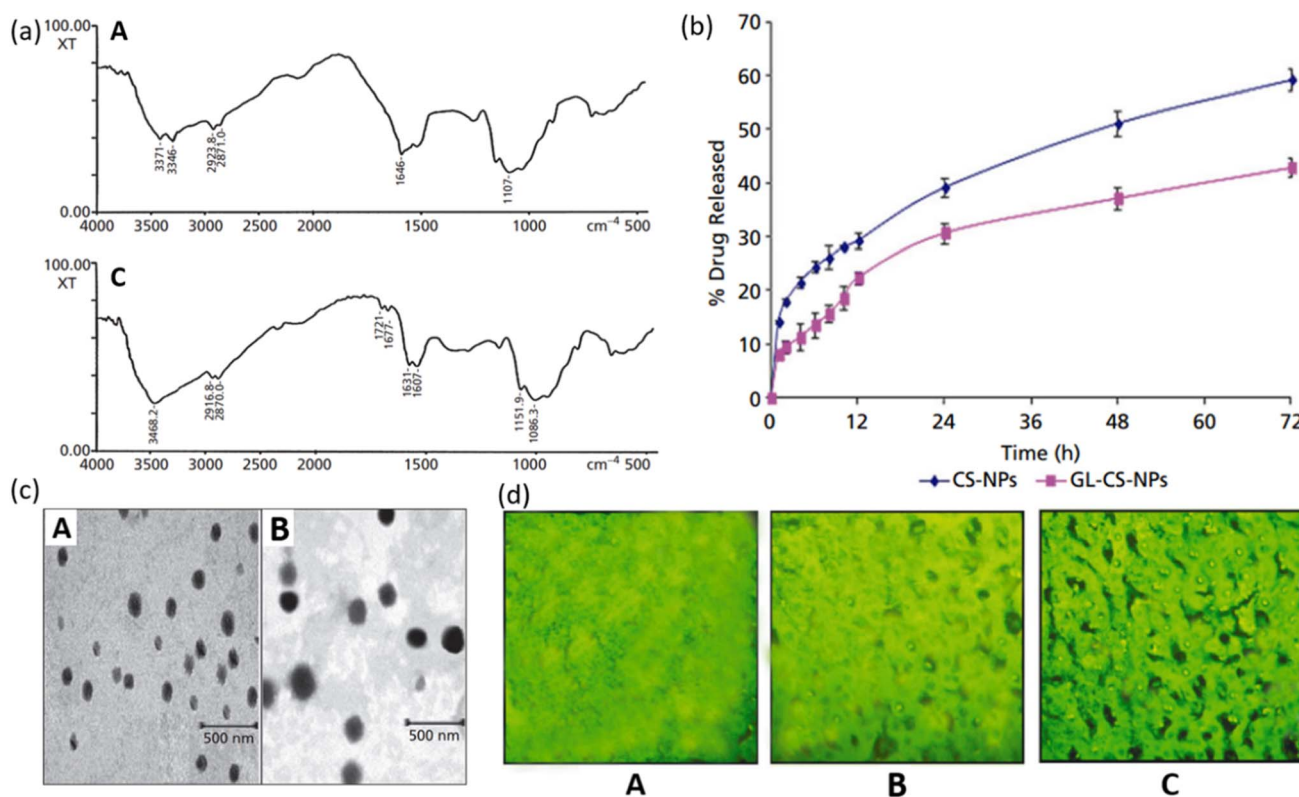 (a)
A
100.00
XT
3371-
3346-
2923.8-
2871.0-
1646-
1107-
0.00
4000 3500 3000 2500 2000 1500 1000 cm⁻⁴ 500
C
100.00
XT
3468.2-
2916.8-
2870.0-
1721-
1677-
1631-
1607-
1151.9-
1086.3-
0.00
4000 3500 3000 2500 2000 1500 1000 cm⁻⁴ 500
(b)
% Drug Released
70
60
50
40
30
20
10
0
0 12 24 36 48 60 72
Time (h)
CS-NPs GL-CS-NPs
(c)
A
500 nm
B
500 nm
(d)
A B C